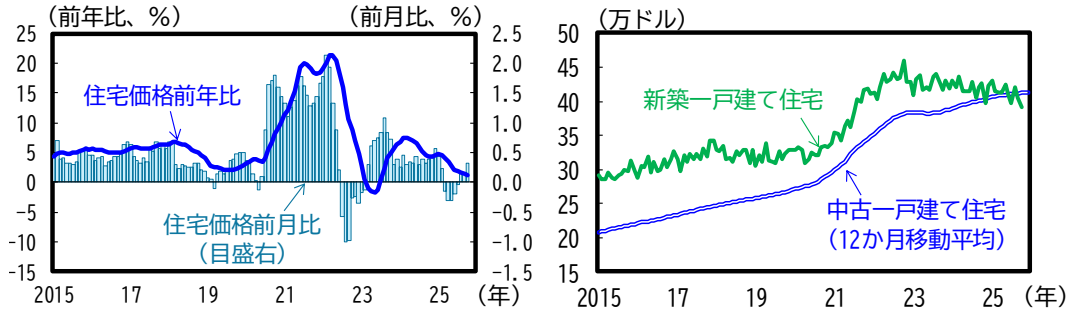 （前年比、％）
（前月比、％）
25
20
15
10
5
0
-5
-10
-15
2.5
2.0
1.5
1.0
0.5
0.0
-0.5
-1.0
-1.5
住宅価格前年比
住宅価格前月比
（目盛右）
2015 17 19 21 23 25 （年）
（万ドル）
50
45
40
35
30
25
20
15
新築一戸建て住宅
中古一戸建て住宅
（12か月移動平均）
2015 17 19 21 23 25 （年）